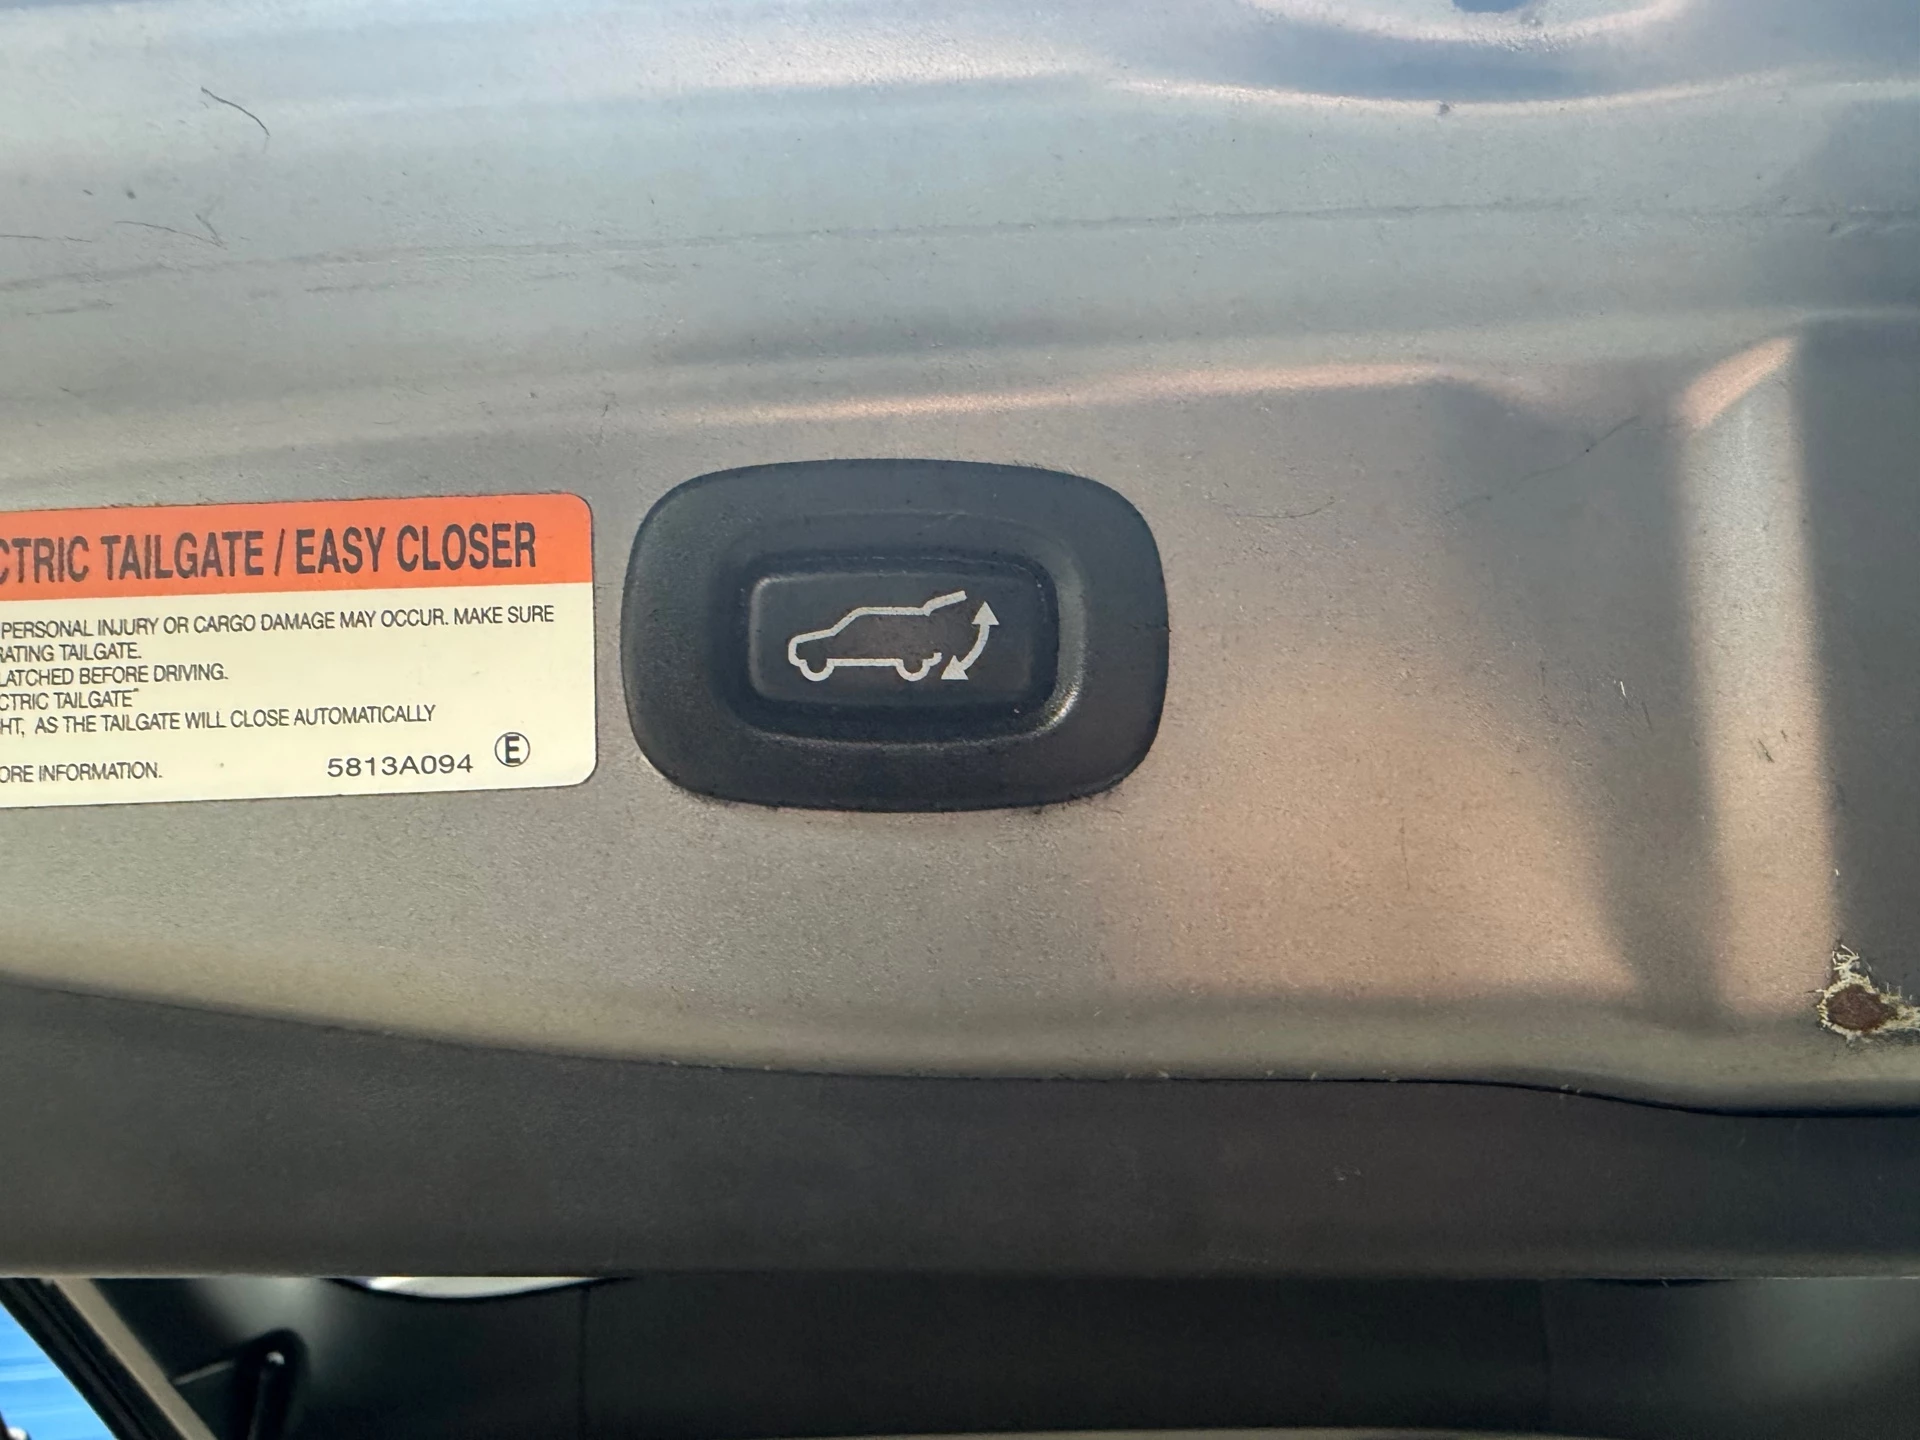 CTRIC TAILGATE / EASY CLOSER
PERSONAL INJURY OR CARGO DAMAGE MAY OCCUR. MAKE SURE
RATING TAILGATE.
LATCHED BEFORE DRIVING.
CTRIC TAILGATE"
HT, AS THE TAILGATE WILL CLOSE AUTOMATICALLY
ORE INFORMATION.
5813A094 E